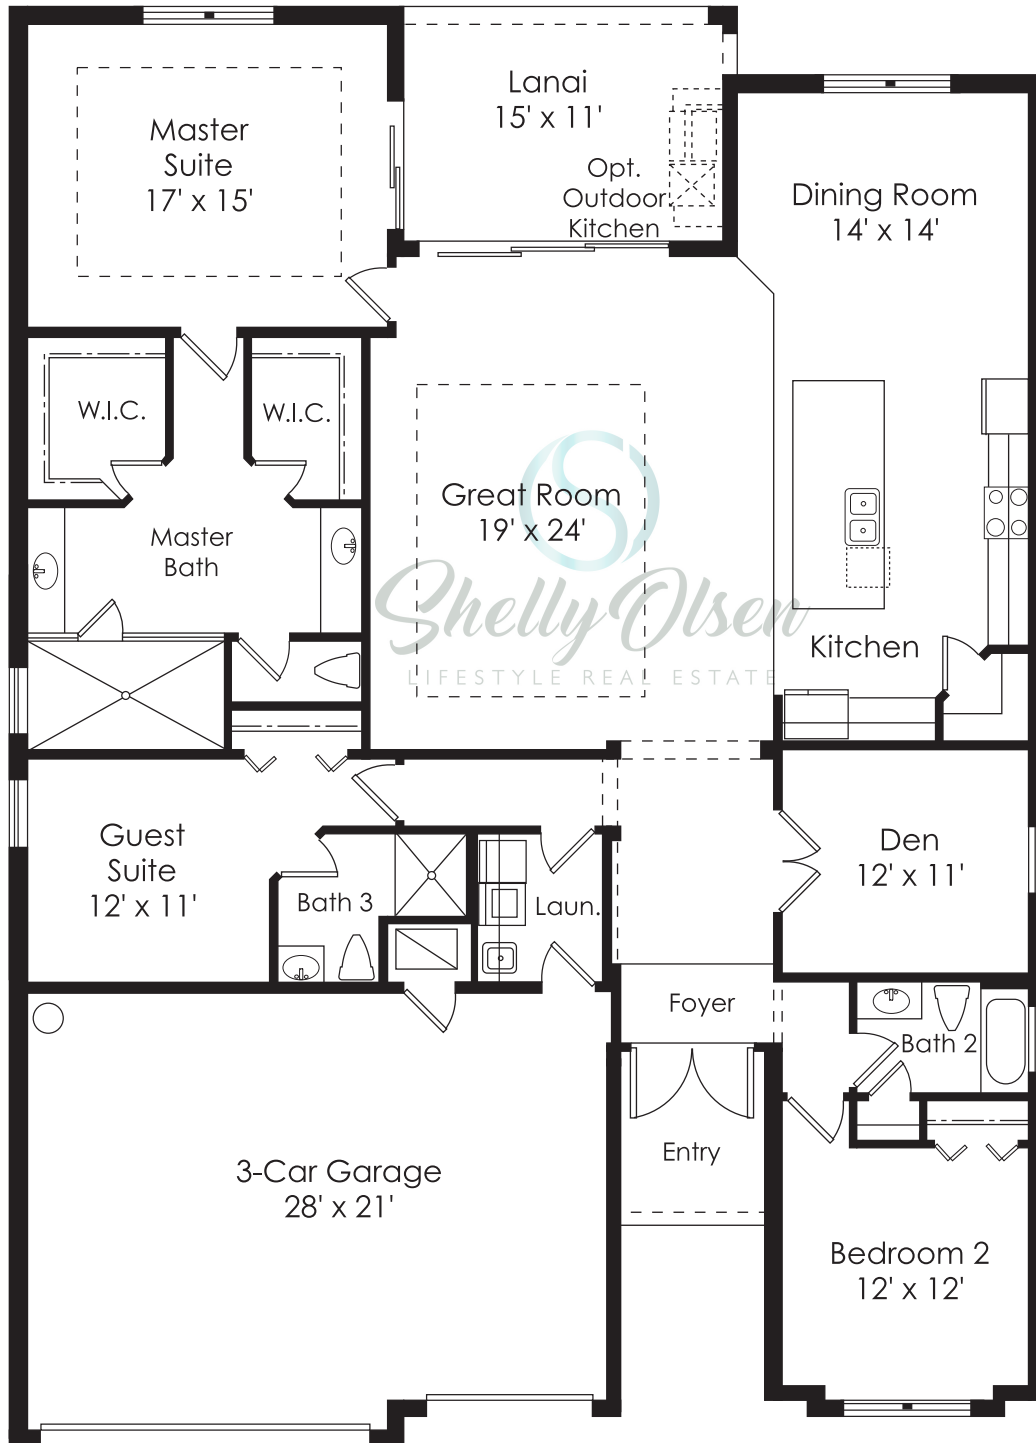 Master
Suite
17' x 15'
Lanai
15' x 11'
Opt.
Outdoor
Kitchen
Dining Room
14' x 14'
W.I.C.
W.I.C.
Great Room
19' x 24'
Master
Bath
Shelly Olsen
LIFESTYLE REAL ESTATE
Kitchen
Guest
Suite
12' x 11'
Bath 3
Laun.
Den
12' x 11'
Foyer
Bath 2
Entry
3-Car Garage
28' x 21'
Bedroom 2
12' x 12'